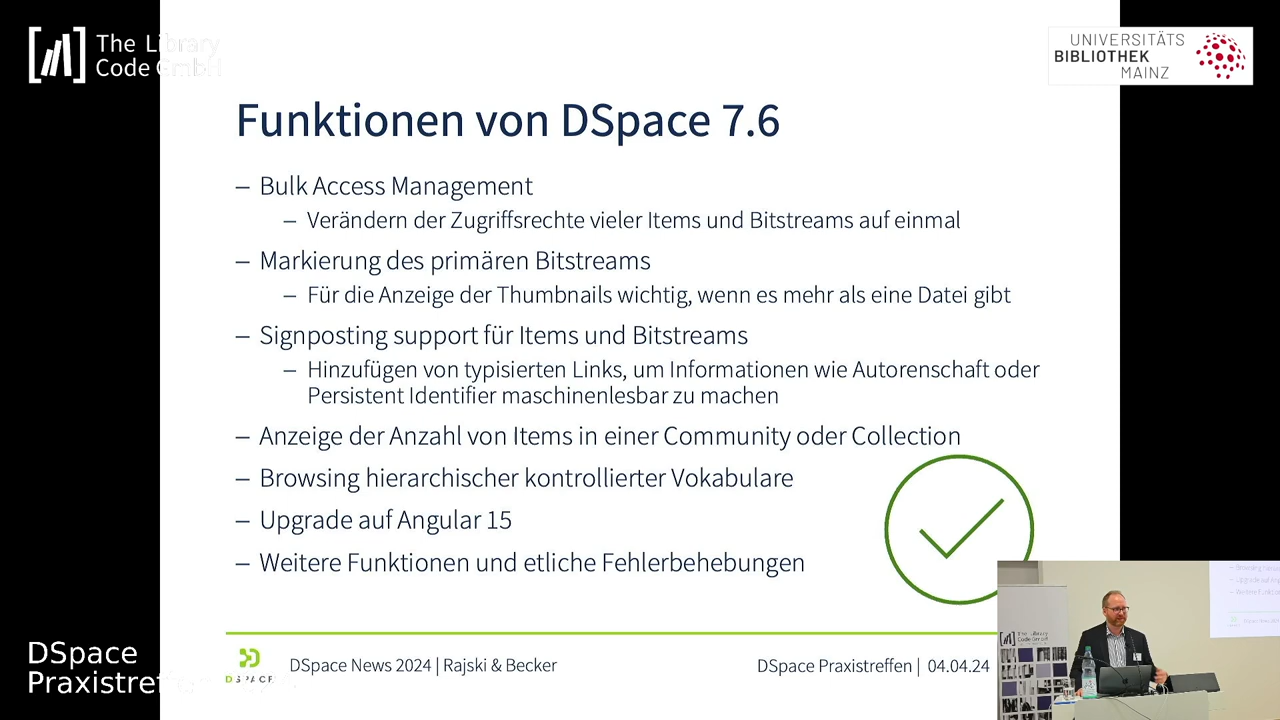 The Library
Code GmbH
UNIVERSITÄTS
BIBLIOTHEK
MAINZ
Funktionen von DSpace 7.6
– Bulk Access Management
– Verändern der Zugriffsrechte vieler Items und Bitstreams auf einmal
– Markierung des primären Bitstreams
– Für die Anzeige der Thumbnails wichtig, wenn es mehr als eine Datei gibt
– Signposting support für Items und Bitstreams
– Hinzufügen von typisierten Links, um Informationen wie Autorenschaft oder
Persistent Identifier maschinenlesbar zu machen
– Anzeige der Anzahl von Items in einer Community oder Collection
– Browsing hierarchischer kontrollierter Vokabulare
– Upgrade auf Angular 15
– Weitere Funktionen und etliche Fehlerbehebungen
DSPACE
DSpace News 2024 | Rajski & Becker
DSpace Praxistreffen | 04.04.24
DSpace
Praxistreffen
The Library
Code GmbH